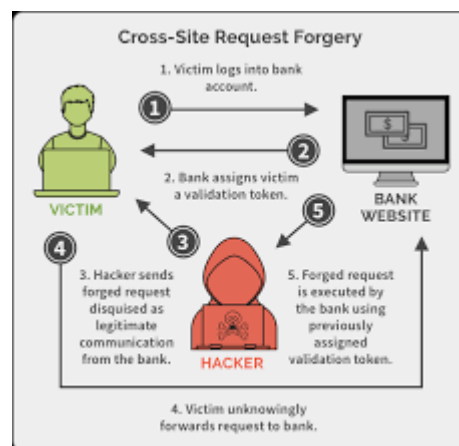 Cross-Site Request Forgery
1. Victim logs into bank
account.
1
2
2. Bank assigns victim
a validation token.
VICTIM
BANK
WEBSITE
5
3
4
3. Hacker sends
forged request
disquised as
legitimate
communication
from the bank.
HACKER
5. Forged request
is executed by
the bank using
previously
assigned
validation token.
4. Victim unknowingly
forwards request to bank.